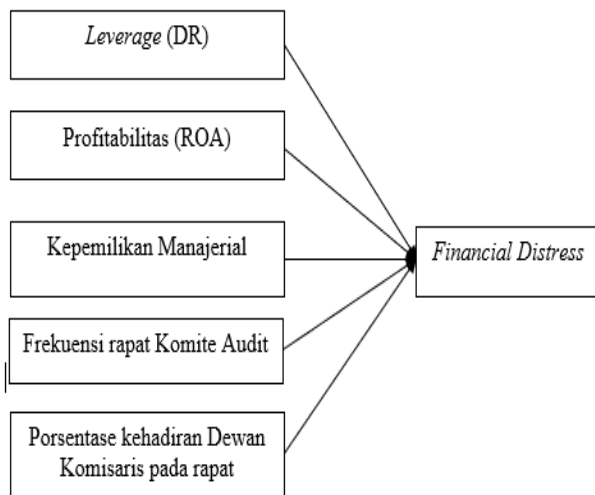 Leverage (DR)
Profitabilitas (ROA)
Kepemilikan Manajerial
Financial Distress
Frekuensi rapat Komite Audit
Porsentase kehadiran Dewan
Komisaris pada rapat